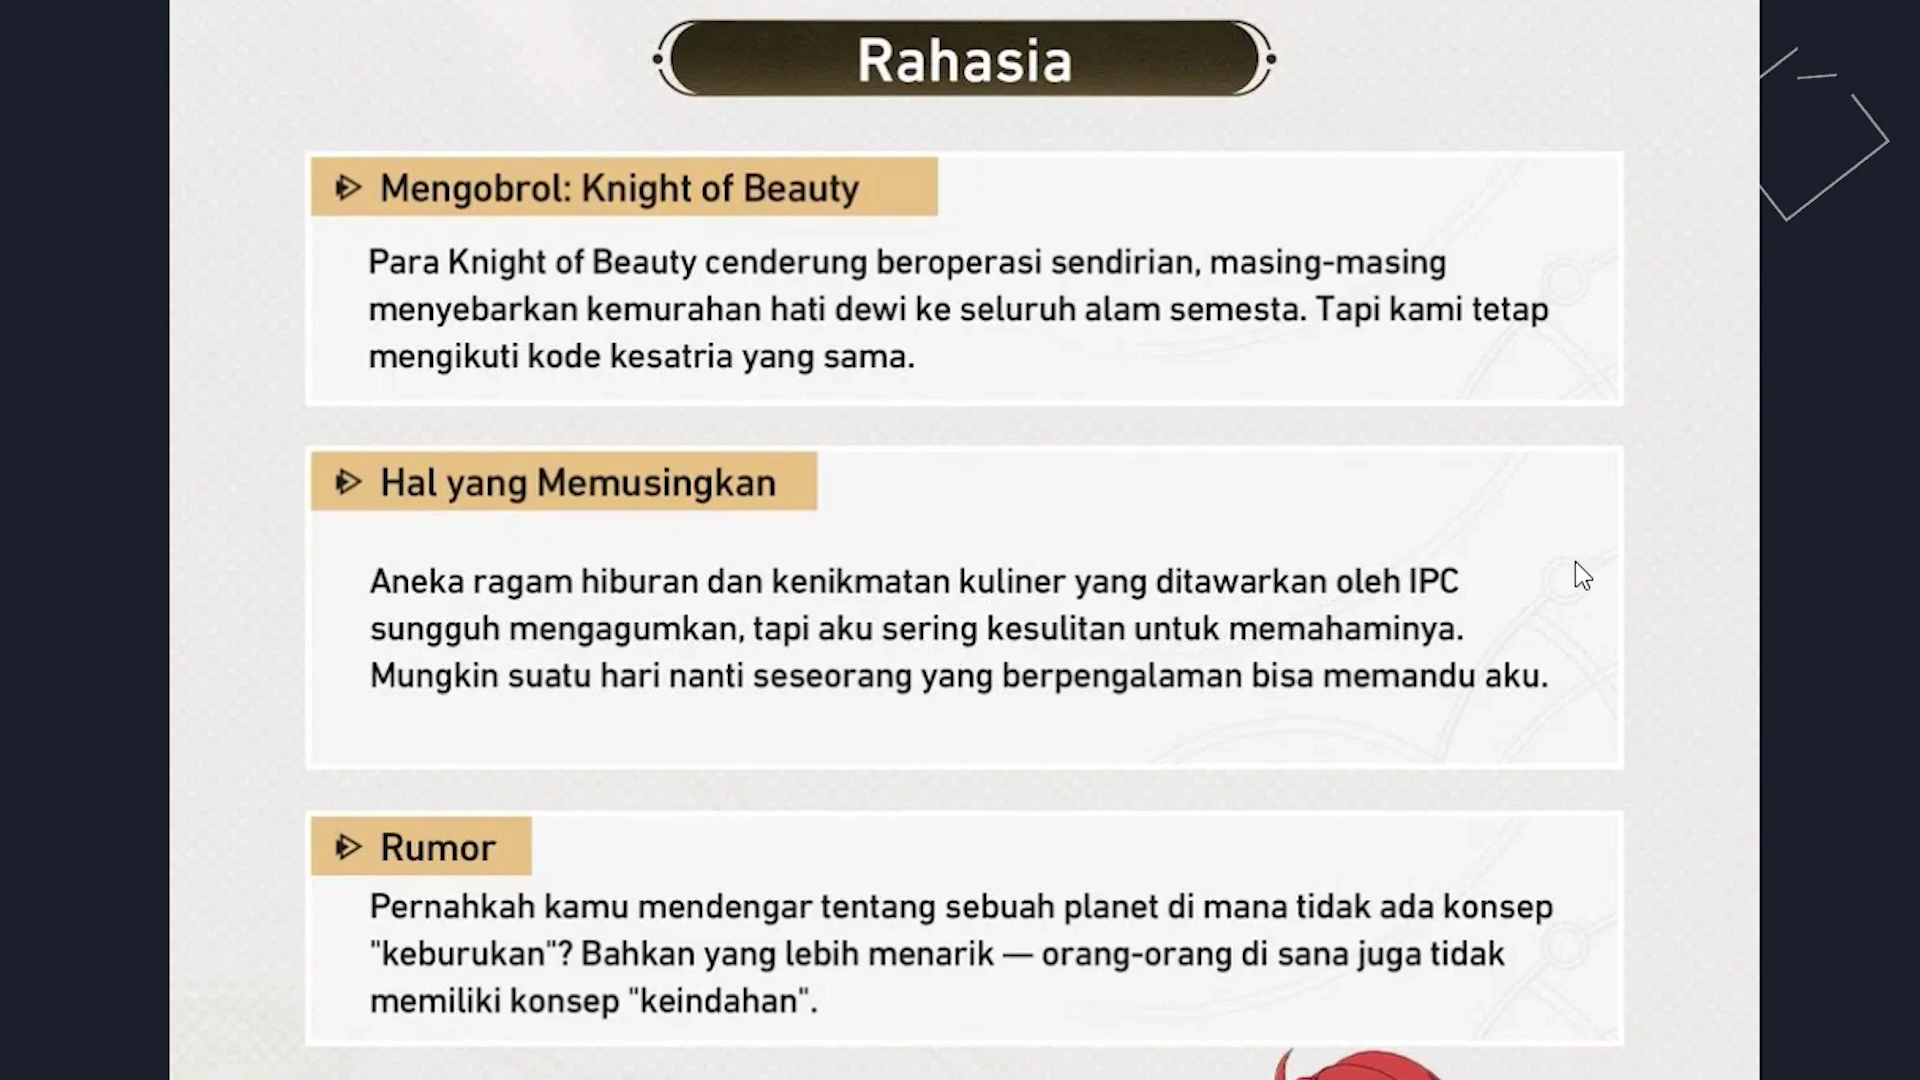 Rahasia
Mengobrol: Knight of Beauty
Para Knight of Beauty cenderung beroperasi sendirian, masing-masing
menyebarkan kemurahan hati dewi ke seluruh alam semesta. Tapi kami tetap
mengikuti kode kesatria yang sama.
Hal yang Memusingkan
Aneka ragam hiburan dan kenikmatan kuliner yang ditawarkan oleh IPC
sungguh mengagumkan, tapi aku sering kesulitan untuk memahaminya.
Mungkin suatu hari nanti seseorang yang berpengalaman bisa memandu aku.
Rumor
Pernahkah kamu mendengar tentang sebuah planet di mana tidak ada konsep
"keburukan"? Bahkan yang lebih menarik — orang-orang di sana juga tidak
memiliki konsep "keindahan".